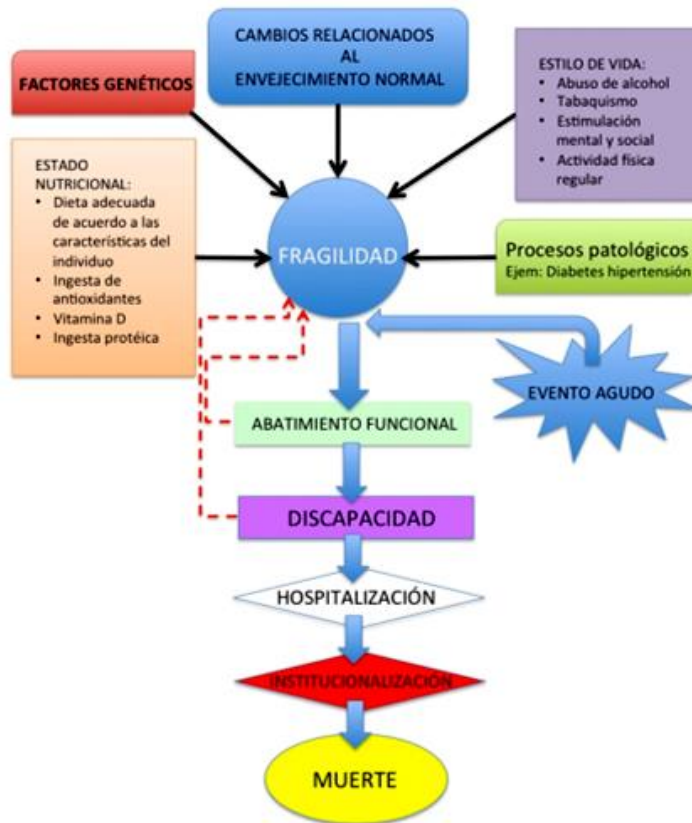 CAMBIOS RELACIONADOS
AL
ENVEJECIMIENTO NORMAL
FACTORES GENÉTICOS
ESTILO DE VIDA:
• Abuso de alcohol
• Tabaquismo
• Estimulación
mental y social
• Actividad física
regular
ESTADO
NUTRICIONAL:
• Dieta adecuada
de acuerdo a las
características del
individuo
• Ingesta de
antioxidantes
• Vitamina D
• Ingesta protéica
FRAGILIDAD
Procesos patológicos
Ejem: Diabetes hipertensión
EVENTO AGUDO
ABATIMIENTO FUNCIONAL
DISCAPACIDAD
HOSPITALIZACIÓN
INSTITUCIONALIZACIÓN
MUERTE